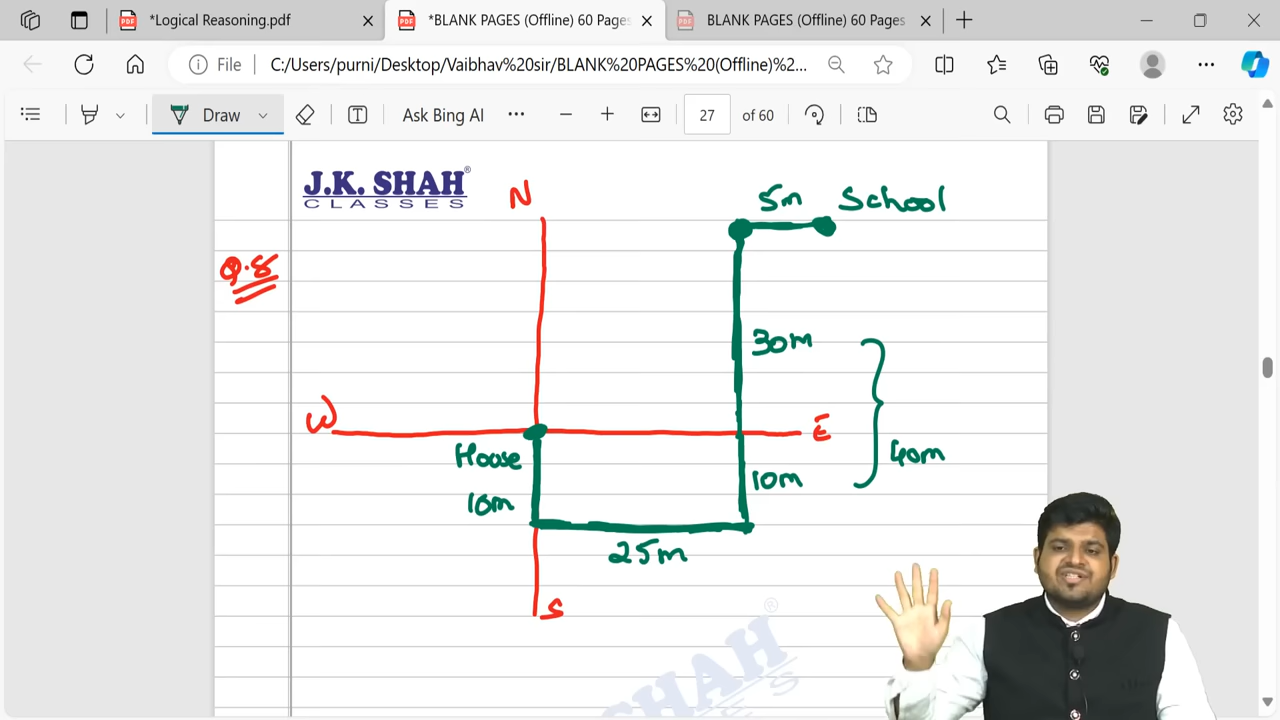 *Logical Reasoning.pdf
*BLANK PAGES (Offline) 60 Pages
BLANK PAGES (Offline) 60 Pages
File
C:/Users/purni/Desktop/Vaibhav%20sir/BLANK%20PAGES%20(Offline)%2...
Draw
Ask Bing AI
27
of 60
J.K. SHAH®
CLASSES
N
5m School
Q.8
30m
W
E
House
40m
10m
10m
25m
S
SHAH®
S